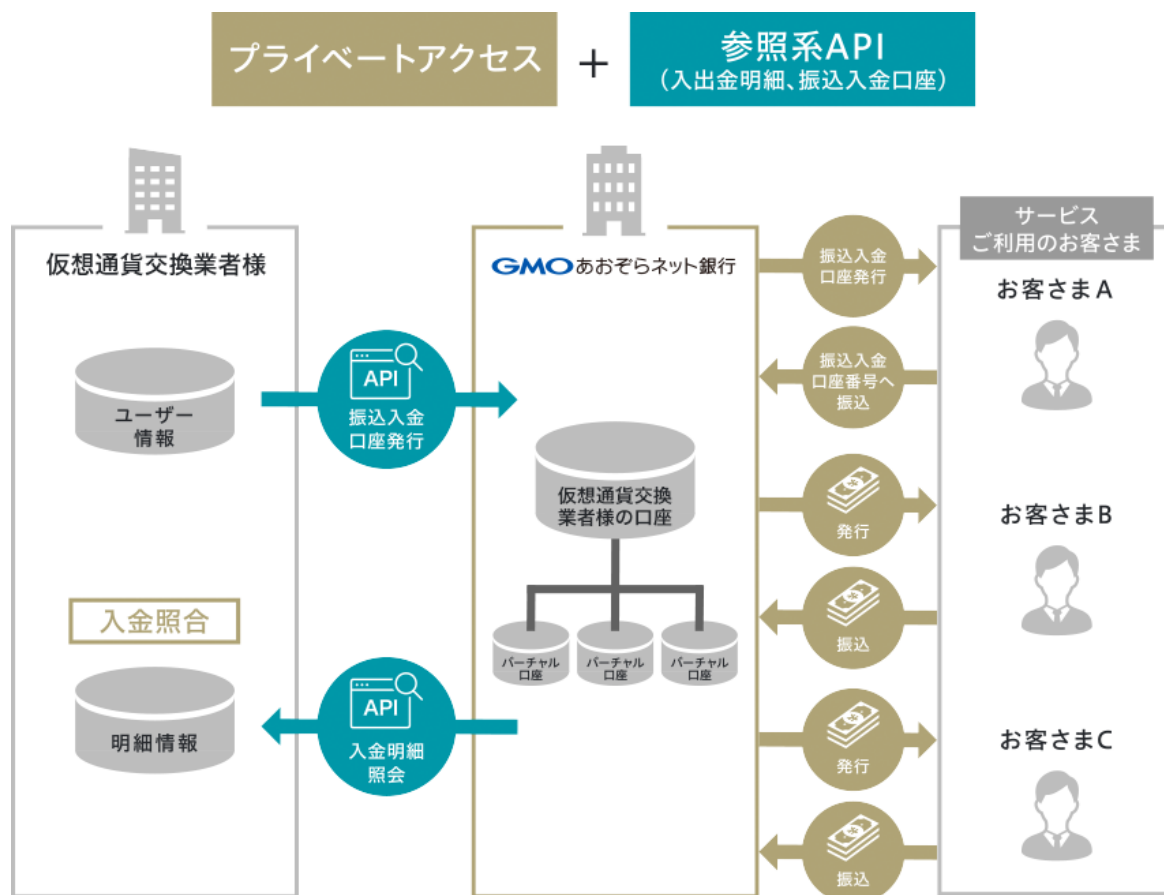 プライベートアクセス
+
参照系API
(入出金明細、振込入金口座)
仮想通貨交換業者様
ユーザー
情報
入金照合
明細情報
API
振込入金
口座発行
API
入金明細
照会
GMOあおぞらネット銀行
仮想通貨交換
業者様の口座
バーチャル
口座
バーチャル
口座
バーチャル
口座
振込入金
口座発行
振込入金
口座番号へ
振込
発行
振込
発行
振込
サービス
ご利用のお客さま
お客さまA
お客さまB
お客さまC